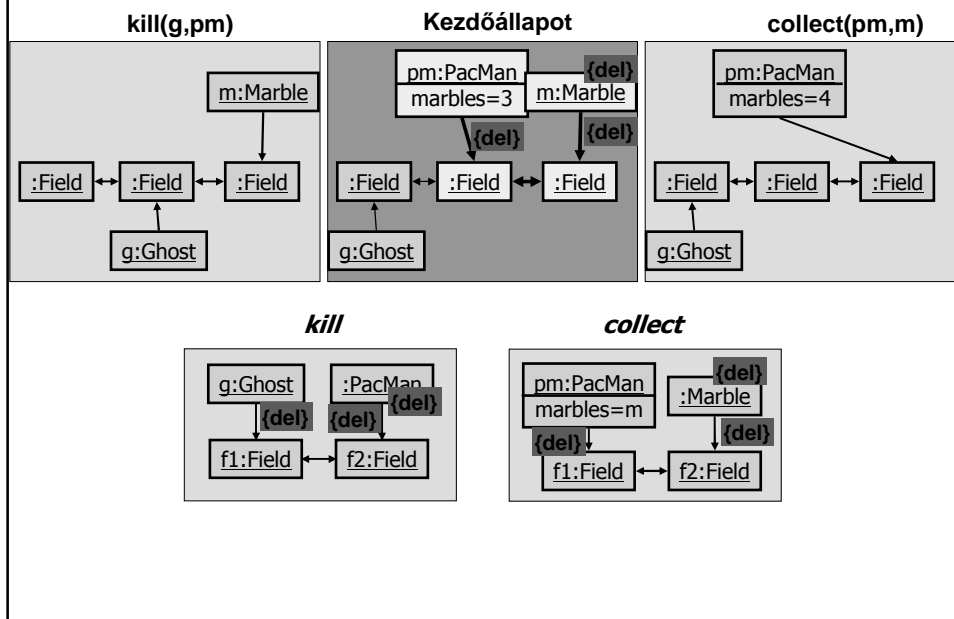 kill(g,pm)
Kezdőállapot
collect(pm,m)
m:Marble
:Field
:Field
:Field
g:Ghost
pm:PacMan
marbles=3
{del}
m:Marble
{del}
{del}
:Field
:Field
:Field
g:Ghost
pm:PacMan
marbles=4
:Field
:Field
:Field
g:Ghost
kill
collect
g:Ghost
:PacMan
{del}
{del}
{del}
f1:Field
f2:Field
pm:PacMan
marbles=m
{del}
:Marble
{del}
{del}
f1:Field
f2:Field